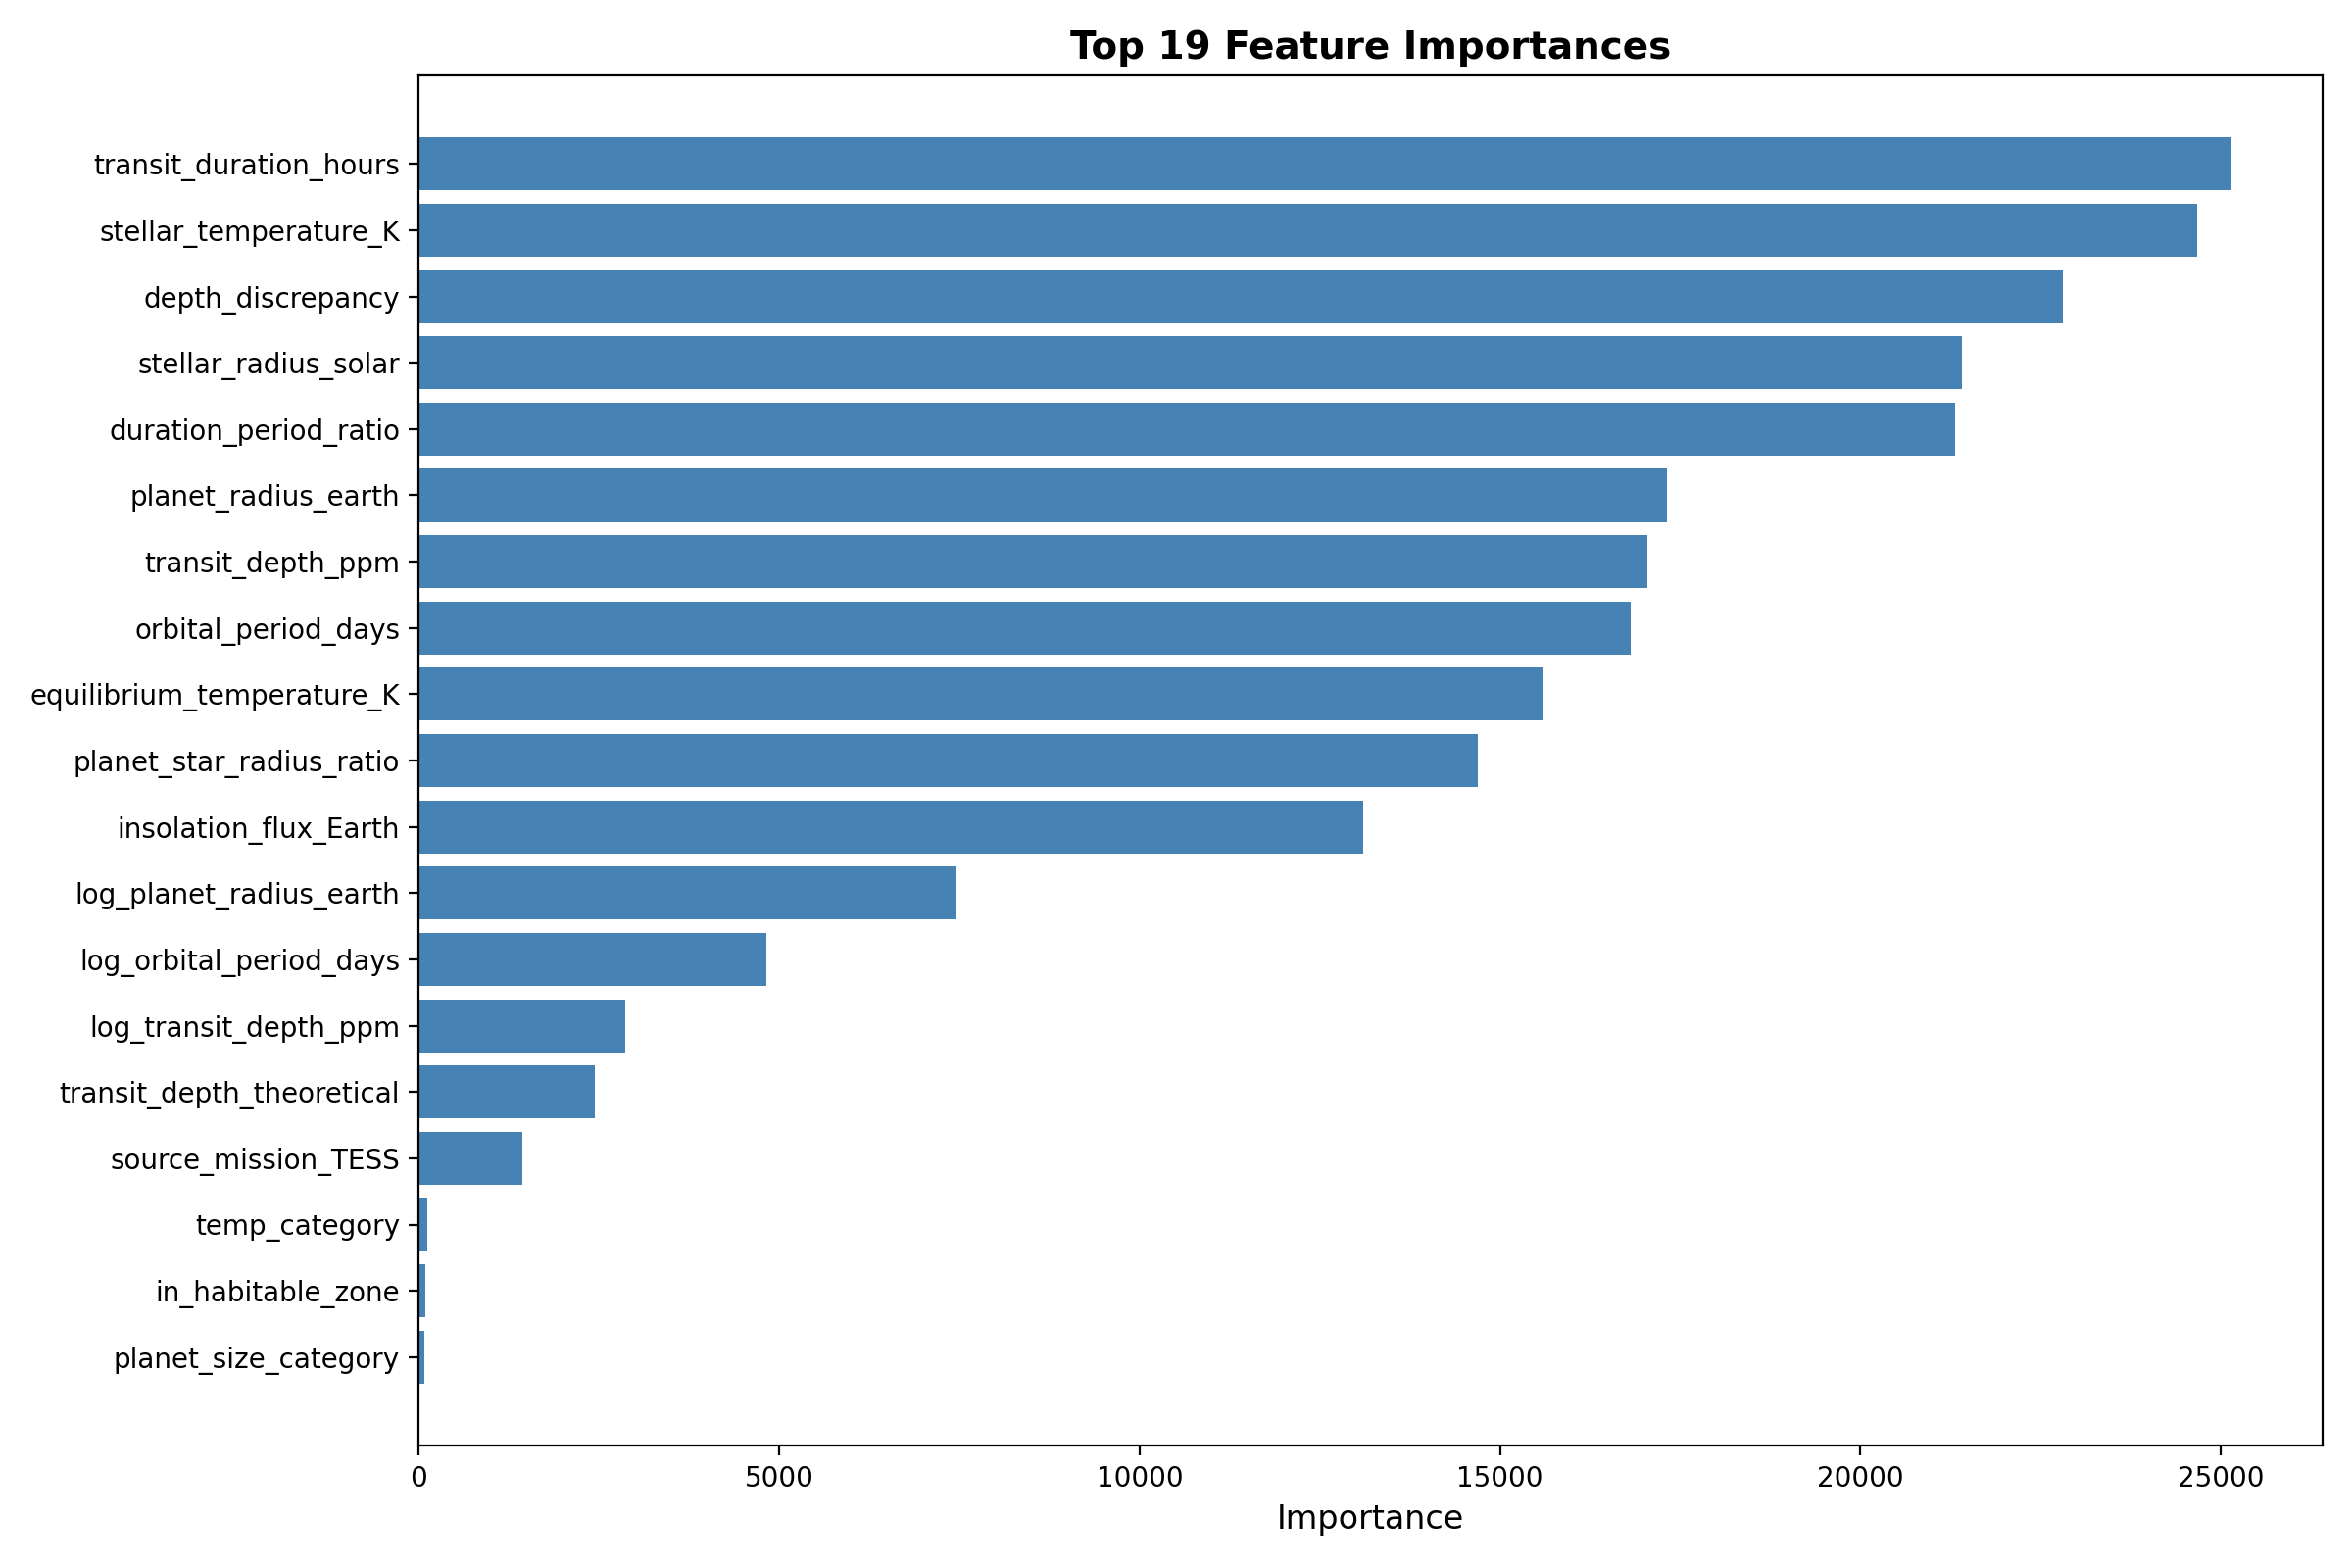 Top 19 Feature Importances
transit_duration_hours
stellar_temperature_K
depth_discrepancy
stellar_radius_solar
duration_period_ratio
planet_radius_earth
transit_depth_ppm
orbital_period_days
equilibrium_temperature_K
planet_star_radius_ratio
insolation_flux_Earth
log_planet_radius_earth
log_orbital_period_days
log_transit_depth_ppm
transit_depth_theoretical
source_mission_TESS
temp_category
in_habitable_zone
planet_size_category
0 5000 10000 15000 20000 25000
Importance